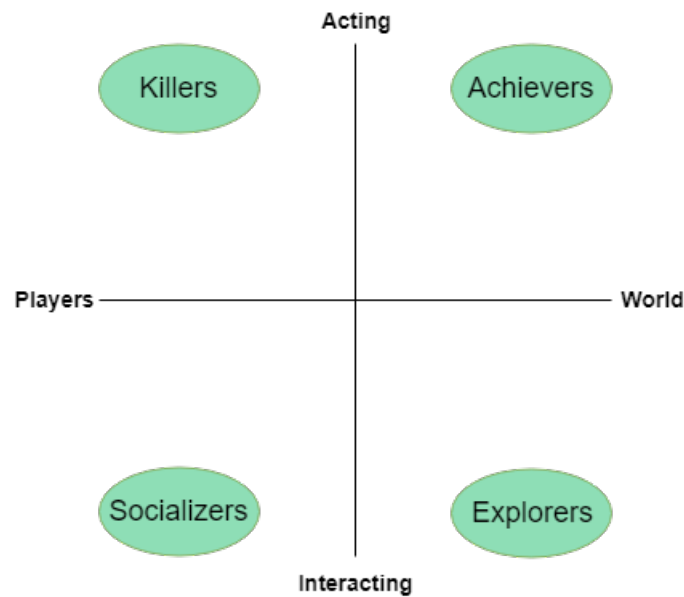 Acting
Killers
Achievers
Players
World
Socializers
Explorers
Interacting